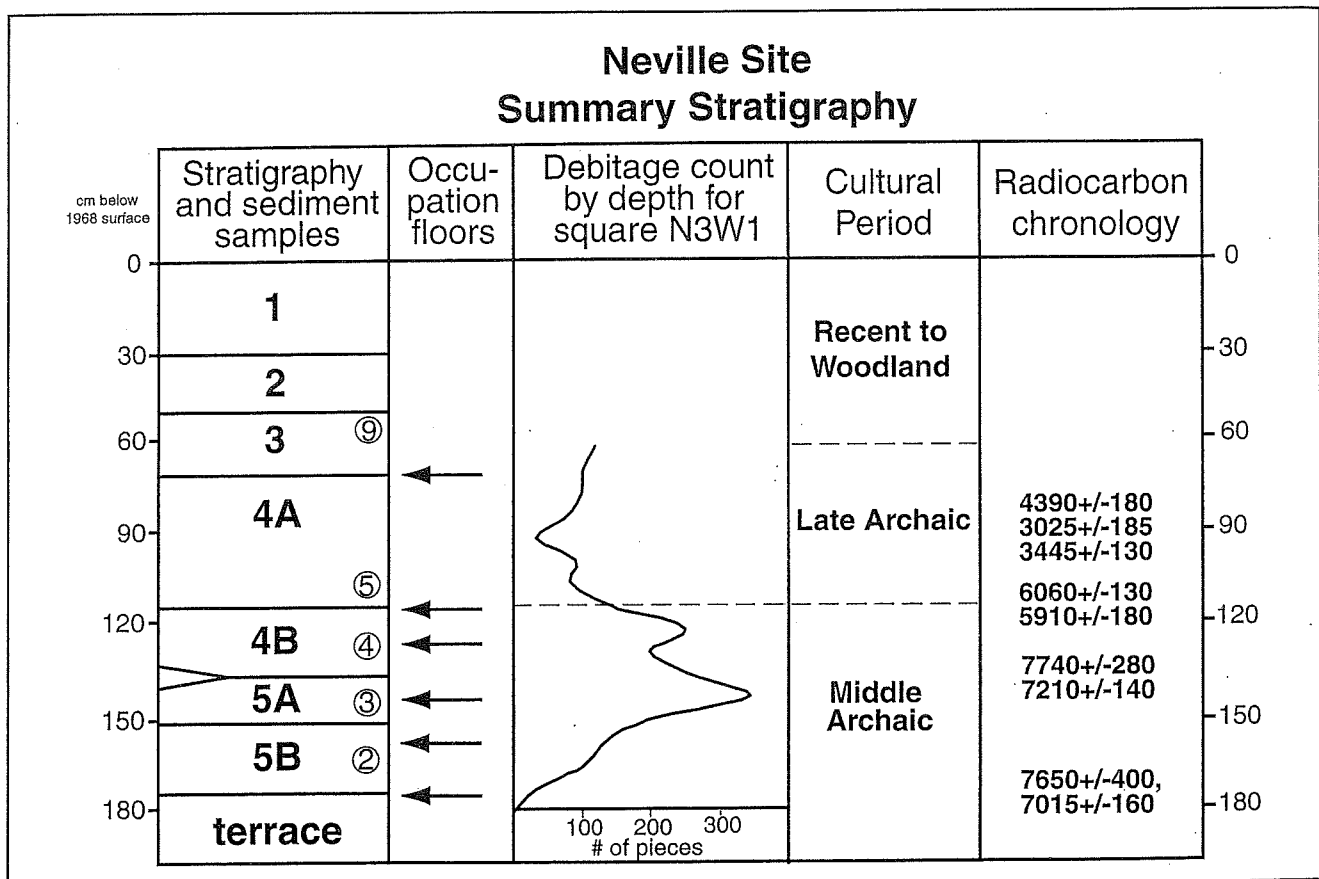 Neville Site
Summary Stratigraphy
cm below
1968 surface
Stratigraphy
and sediment
samples
Occu-
pation
floors
Debitage count
by depth for
square N3W1
Cultural
Period
Radiocarbon
chronology
0
30
60
90
120
150
180
1
2
3 ⑨
4A
⑤
4B ④
5A ③
5B ②
terrace
100 200 300
# of pieces
Recent to
Woodland
Late Archaic
Middle
Archaic
4390+/-180
3025+/-185
3445+/-130
6060+/-130
5910+/-180
7740+/-280
7210+/-140
7650+/-400,
7015+/-160
0
30
60
90
120
150
180